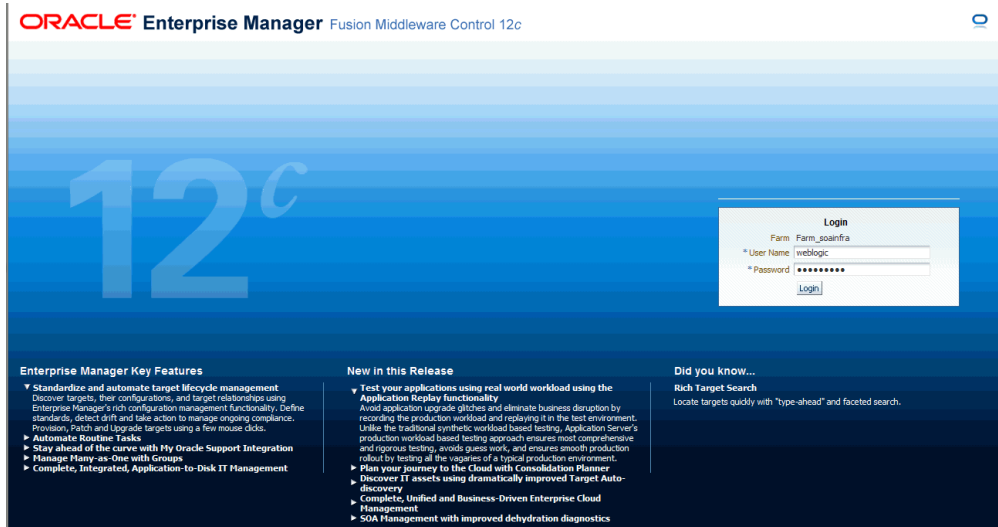 ORACLE Enterprise Manager Fusion Middleware Control 12c
12c
Login
Farm Farm_soainfra
* User Name weblogic
* Password •••••••••
Login
Enterprise Manager Key Features
Standardize and automate target lifecycle management
Discover targets, their configurations, and target relationships using
Enterprise Manager's rich configuration management functionality. Define
standards, detect drift and take action to manage ongoing compliance.
Provision, Patch and Upgrade targets using a few mouse clicks.
Automate Routine Tasks
Stay ahead of the curve with My Oracle Support Integration
Manage Many-as-One with Groups
Complete, Integrated, Application-to-Disk IT Management
New in this Release
Test your applications using real world workload using the
Application Replay functionality
Avoid application upgrade glitches and eliminate business disruption by
recording the production workload and replaying it in the test environment.
Unlike the traditional synthetic workload based testing, Application Server's
production workload based testing approach ensures most comprehensive
and rigorous testing, avoids guess work, and ensures smooth production
rollout by testing all the vagaries of a typical production environment.
Plan your journey to the Cloud with Consolidation Planner
Discover IT assets using dramatically improved Target Auto-
discovery
Complete, Unified and Business-Driven Enterprise Cloud
Management
SOA Management with improved dehydration diagnostics
Did you know...
Rich Target Search
Locate targets quickly with "type-ahead" and faceted search.